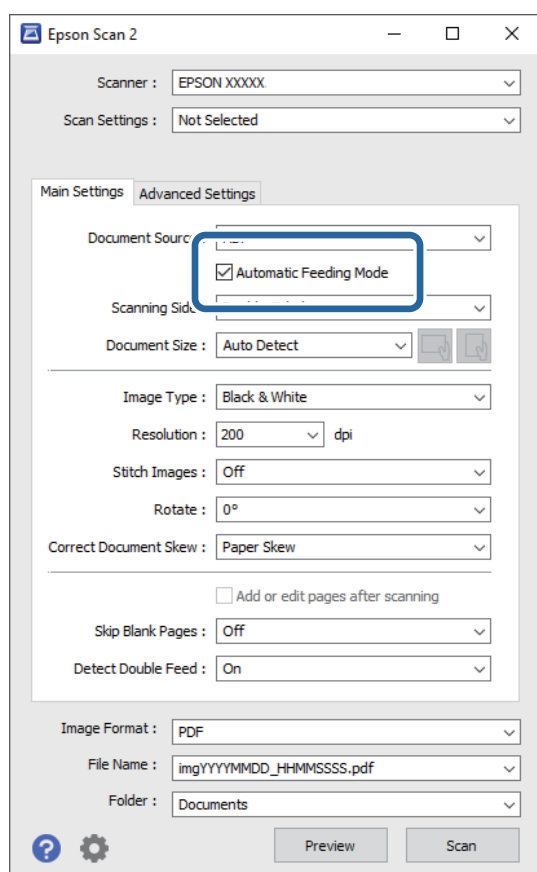 Epson Scan 2
Scanner : EPSON XXXXX
Scan Settings : Not Selected
Main Settings Advanced Settings
Document
Automatic Feeding Mode
Scanning
Document Size : Auto Detect
Image Type : Black & White
Resolution : 200 dpi
Stitch Images : Off
Rotate : 0°
Correct Document Skew : Paper Skew
Add or edit pages after scanning
Skip Blank Pages : Off
Detect Double Feed : On
Image Format : PDF
File Name : imgYYYYMMDD_HHMMSSSS.pdf
Folder : Documents
? Preview Scan